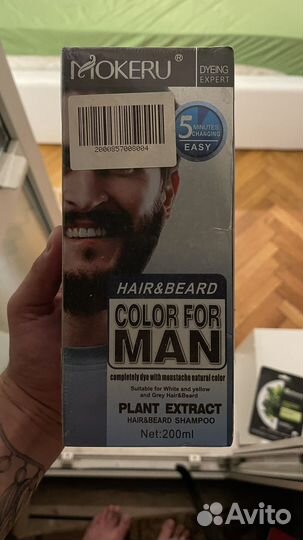 MOKERU®
DYEING
EXPERT
2000857008004
5 MINUTES
CHANGING
EASY
HAIR&BEARD
COLOR FOR
MAN
completely dye with moustache natural color
Suitable for White and yellow
and Grey Hair&Beard
PLANT EXTRACT
HAIR&BEARD SHAMPOO
Net:200ml
Avito